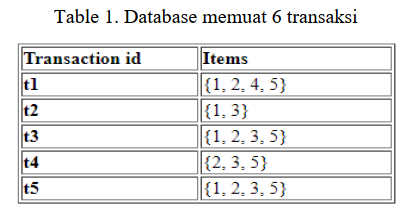 Table 1. Database memuat 6 transaksi
Transaction id Items
t1 {1, 2, 4, 5}
t2 {1, 3}
t3 {1, 2, 3, 5}
t4 {2, 3, 5}
t5 {1, 2, 3, 5}